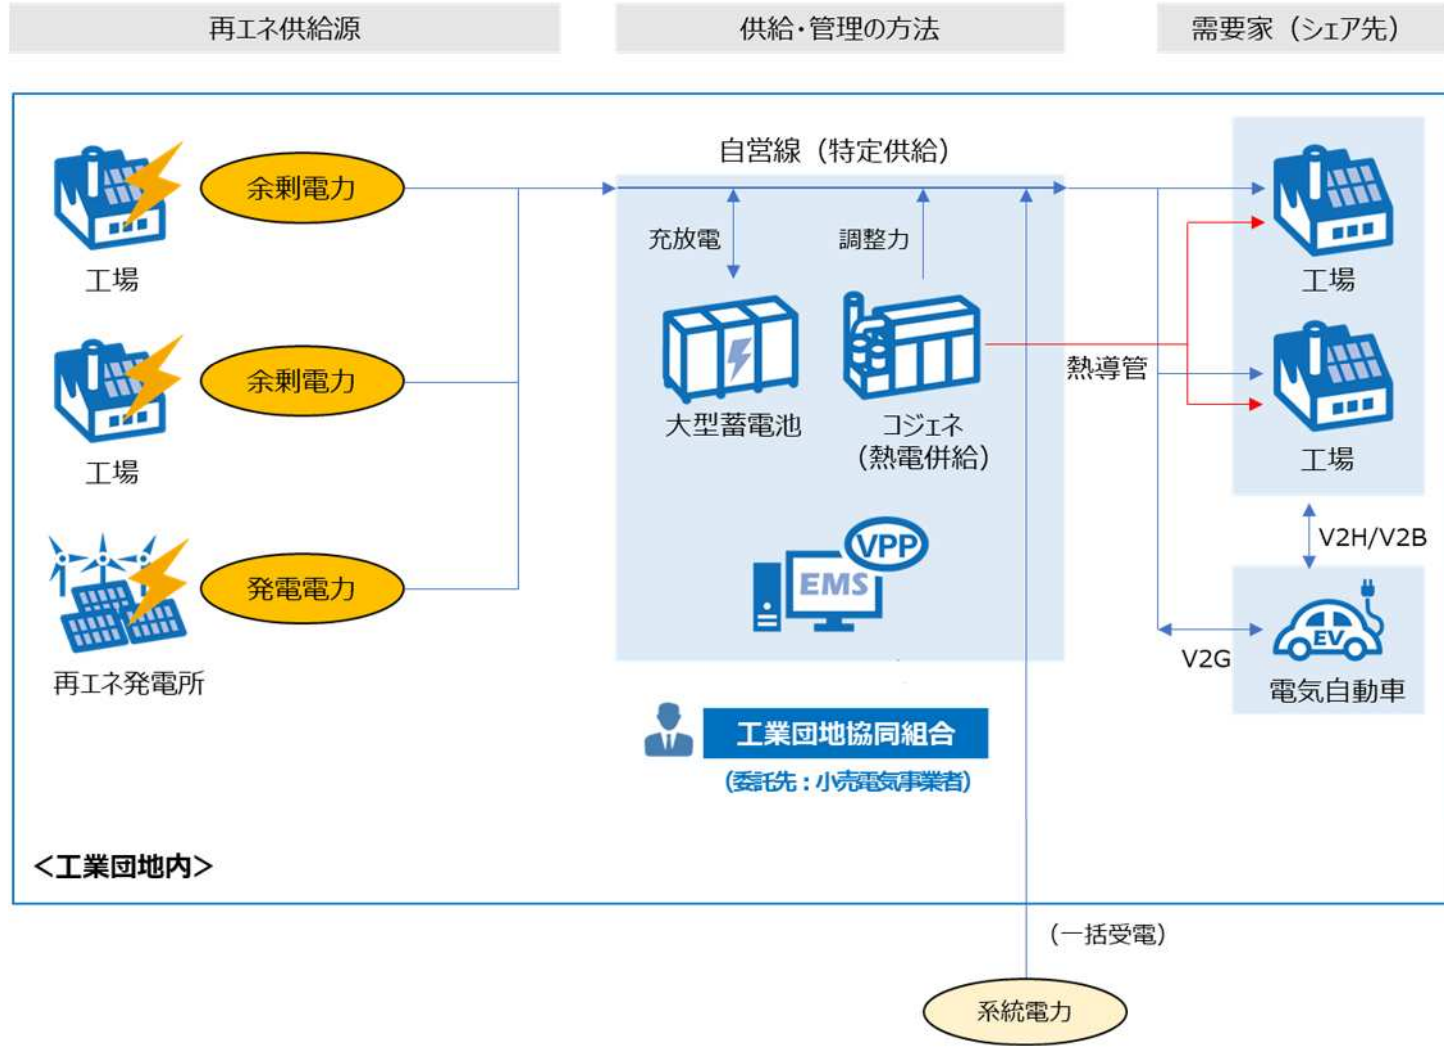 再エネ供給源
供給・管理の方法
需要家（シェア先）
自営線（特定供給）
余剰電力
工場
余剰電力
工場
発電電力
再エネ発電所
充放電
調整力
大型蓄電池
コジェネ
（熱電併給）
熱導管
VPP
EMS
工業団地協同組合
（委託先：小売電気事業者）
工場
工場
V2H/V2B
V2G
EV
電気自動車
＜工業団地内＞
（一括受電）
系統電力